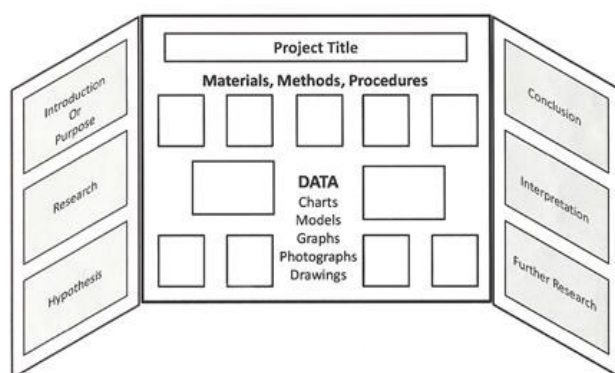 Introduction
Or
Purpose
Research
Hypothesis
Project Title
Materials, Methods, Procedures
DATA
Charts
Models
Graphs
Photographs
Drawings
Conclusion
Interpretation
Further Research